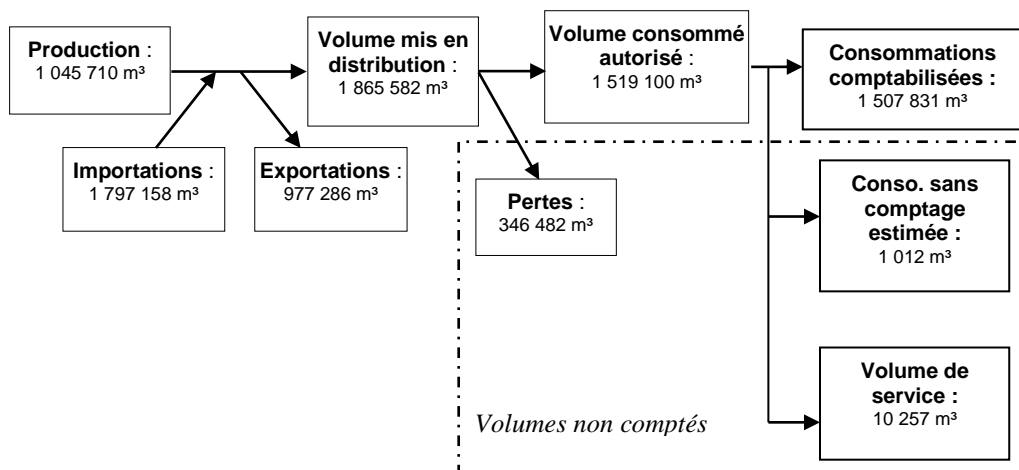 Production :
1 045 710 m³
Volume mis en
distribution :
1 865 582 m³
Volume consommé
autorisé :
1 519 100 m³
Consommations
comptabilisées :
1 507 831 m³
Importations :
1 797 158 m³
Exportations :
977 286 m³
Pertes :
346 482 m³
Conso. sans
comptage
estimée :
1 012 m³
Volume de
service :
10 257 m³
Volumes non comptés